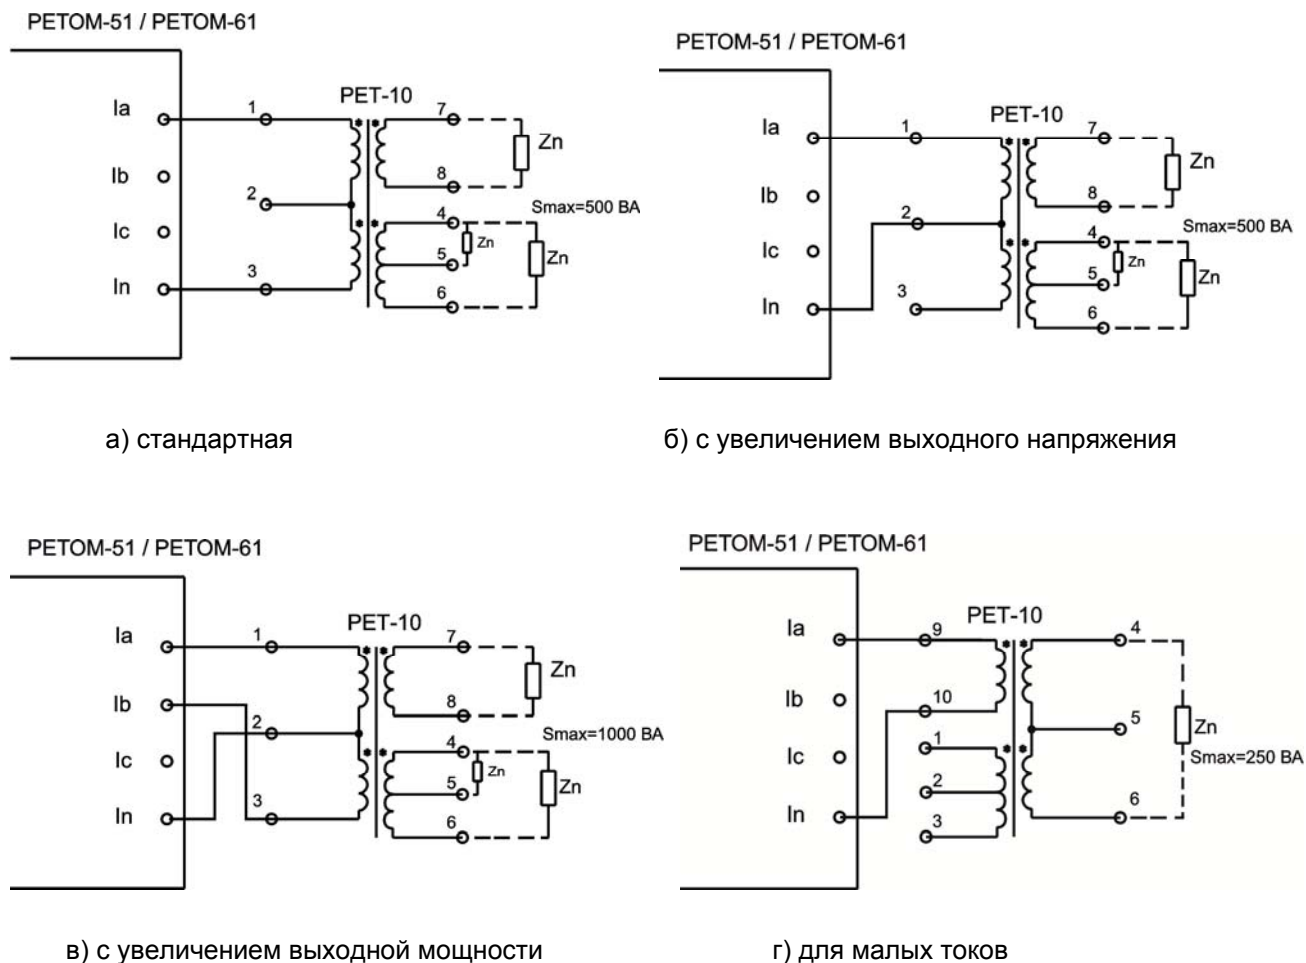 РЕТОМ-51 / РЕТОМ-61
Ia
Ib
Ic
In
1
2
3
РЕТ-10
*
*
*
*
7
8
4
5
6
Zn
Zn
Zn
Smax=500 ВА
а) стандартная
РЕТОМ-51 / РЕТОМ-61
Ia
Ib
Ic
In
1
2
3
РЕТ-10
*
*
*
*
7
8
4
5
6
Zn
Zn
Zn
Smax=500 ВА
б) с увеличением выходного напряжения
РЕТОМ-51 / РЕТОМ-61
Ia
Ib
Ic
In
1
2
3
РЕТ-10
*
*
*
*
7
8
4
5
6
Zn
Zn
Zn
Smax=1000 ВА
в) с увеличением выходной мощности
РЕТОМ-51 / РЕТОМ-61
Ia
Ib
Ic
In
9
10
1
2
3
РЕТ-10
*
*
*
*
4
5
6
Zn
Smax=250 ВА
г) для малых токов